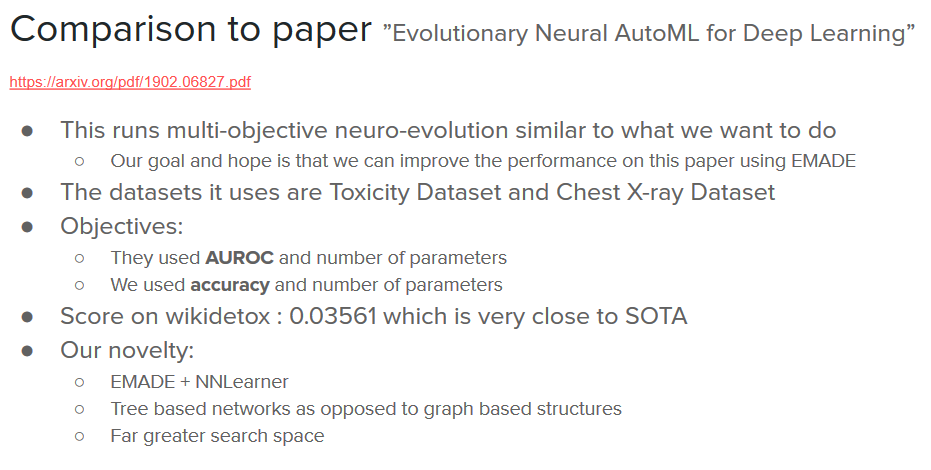 Comparison to paper ”Evolutionary Neural AutoML for Deep Learning”
https://arxiv.org/pdf/1902.06827.pdf
● This runs multi-objective neuro-evolution similar to what we want to do
○ Our goal and hope is that we can improve the performance on this paper using EMADE
● The datasets it uses are Toxicity Dataset and Chest X-ray Dataset
● Objectives:
○ They used AUROC and number of parameters
○ We used accuracy and number of parameters
● Score on wikidetox : 0.03561 which is very close to SOTA
● Our novelty:
○ EMADE + NNLearner
○ Tree based networks as opposed to graph based structures
○ Far greater search space